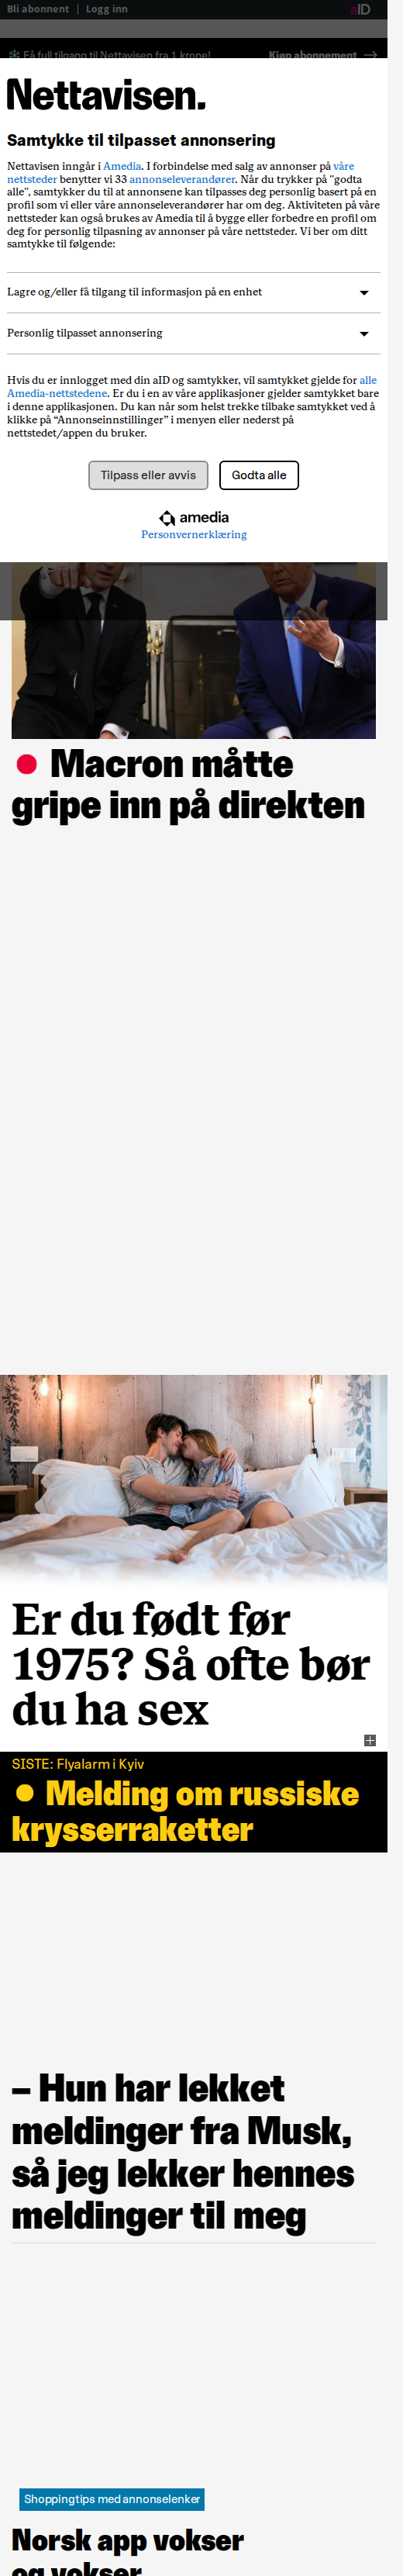 Bli abonnent | Logg inn aID
Få full tilgang til Nettavisen fra 1 krone! Kjøp abonnement →
Nettavisen.
Samtykke til tilpasset annonsering
Nettavisen inngår i Amedia. I forbindelse med salg av annonser på våre
nettsteder benytter vi 33 annonseleverandører. Når du trykker på "godta
alle", samtykker du til at annonsene kan tilpasses deg personlig basert på en
profil som vi eller våre annonseleverandører har om deg. Aktiviteten på våre
nettsteder kan også brukes av Amedia til å bygge eller forbedre en profil om
deg for personlig tilpasning av annonser på våre nettsteder. Vi ber om ditt
samtykke til følgende:
Lagre og/eller få tilgang til informasjon på en enhet
Personlig tilpasset annonsering
Hvis du er innlogget med din aID og samtykker, vil samtykket gjelde for alle
Amedia-nettstedene. Er du i en av våre applikasjoner gjelder samtykket bare
i denne applikasjonen. Du kan når som helst trekke tilbake samtykket ved å
klikke på “Annonseinnstillinger” i menyen eller nederst på
nettstedet/appen du bruker.
Tilpass eller avvis Godta alle
amedia
Personvernerklæring
Macron måtte
gripe inn på direkten
Er du født før
1975? Så ofte bør
du ha sex
SISTE: Flyalarm i Kyiv
Melding om russiske
krysserraketter
– Hun har lekket
meldinger fra Musk,
så jeg lekker hennes
meldinger til meg
Shoppingtips med annonselenker
Norsk app vokser
og vokser